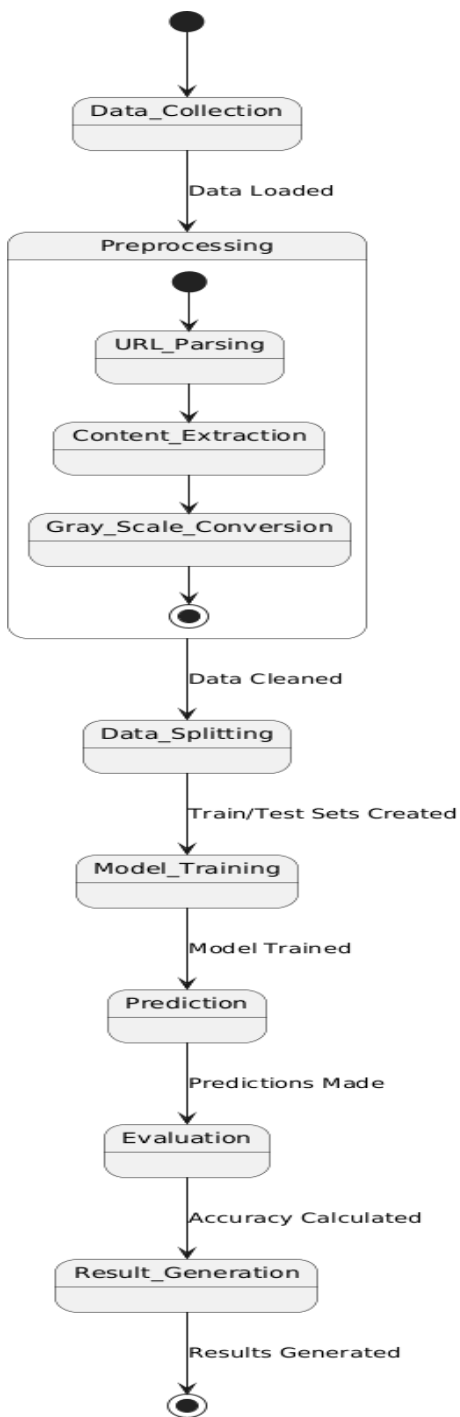 Data_Collection
Data Loaded
Preprocessing
URL_Parsing
Content_Extraction
Gray_Scale_Conversion
Data Cleaned
Data_Splitting
Train/Test Sets Created
Model_Training
Model Trained
Prediction
Predictions Made
Evaluation
Accuracy Calculated
Result_Generation
Results Generated